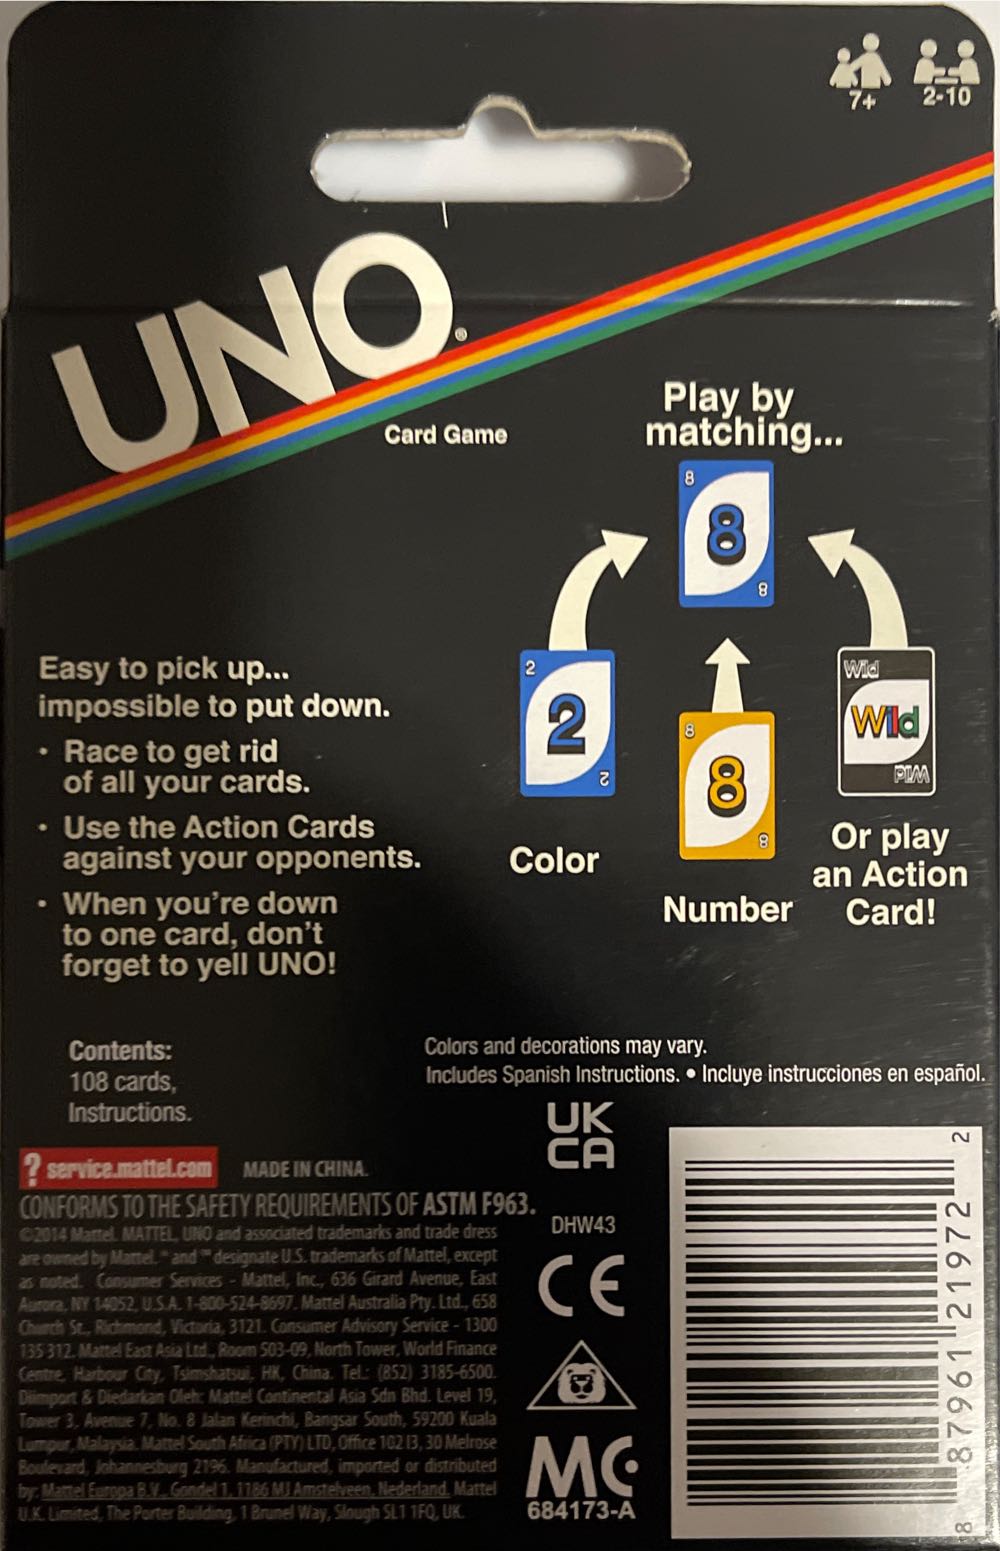 7+
2-10
UNO®
Card Game
Play by
matching...
8
8
8
2
2
2
8
8
8
Wild
Wild
Wild
Color
Number
Or play
an Action
Card!
Easy to pick up...
impossible to put down.
• Race to get rid
of all your cards.
• Use the Action Cards
against your opponents.
• When you're down
to one card, don't
forget to yell UNO!
Contents:
108 cards,
Instructions.
Colors and decorations may vary.
Includes Spanish Instructions. • Incluye instrucciones en español.
? service.mattel.com
MADE IN CHINA.
CONFORMS TO THE SAFETY REQUIREMENTS OF ASTM F963.
©2014 Mattel. MATTEL, UNO and associated trademarks and trade dress
are owned by Mattel. ® and ™ designate U.S. trademarks of Mattel, except
as noted. Consumer Services - Mattel, Inc., 636 Girard Avenue, East
Aurora, NY 14052, U.S.A. 1-800-524-8697. Mattel Australia Pty. Ltd., 658
Church St., Richmond, Victoria, 3121. Consumer Advisory Service - 1300
135 312. Mattel East Asia Ltd., Room 503-09, North Tower, World Finance
Centre, Harbour City, Tsimshatsui, HK, China. Tel.: (852) 3185-6500.
Diimport & Diedarkan Oleh: Mattel Continental Asia Sdn Bhd. Level 19,
Tower 3, Avenue 7, No. 8 Jalan Kerinchi, Bangsar South, 59200 Kuala
Lumpur, Malaysia. Mattel South Africa (PTY) LTD, Office 102 I3, 30 Melrose
Boulevard, Johannesburg 2196. Manufactured, imported or distributed
by: Mattel Europa B.V., Gondel 1, 1186 MJ Amstelveen, Nederland. Mattel
U.K. Limited, The Porter Building, 1 Brunel Way, Slough SL1 1FQ, UK.
UK
CA
DHW43
CE
MC
684173-A
8 87961 21972 2